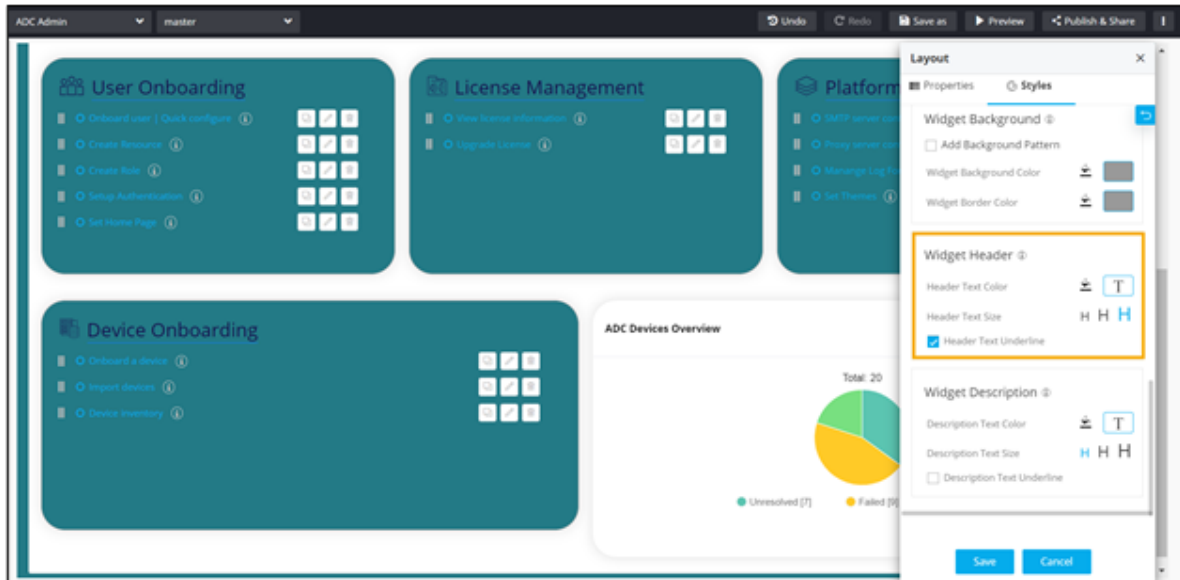 ADC Admin master Undo Redo Save as Preview Publish & Share
Layout
Properties Styles
User Onboarding
Onboard user | Quick configure
Create Resource
Create Role
Setup Authentication
Set Home Page
License Management
View license information
Upgrade License
Platform
SMTP server con
Proxy server con
Manange Log Fo
Set Themes
Widget Background
Add Background Pattern
Widget Background Color
Widget Border Color
Widget Header
Header Text Color T
Header Text Size H H H
Header Text Underline
Device Onboarding
Onboard a device
Import devices
Device Inventory
ADC Devices Overview
Total: 20
Unresolved [7] Failed [9]
Widget Description
Description Text Color T
Description Text Size H H H
Description Text Underline
Save Cancel